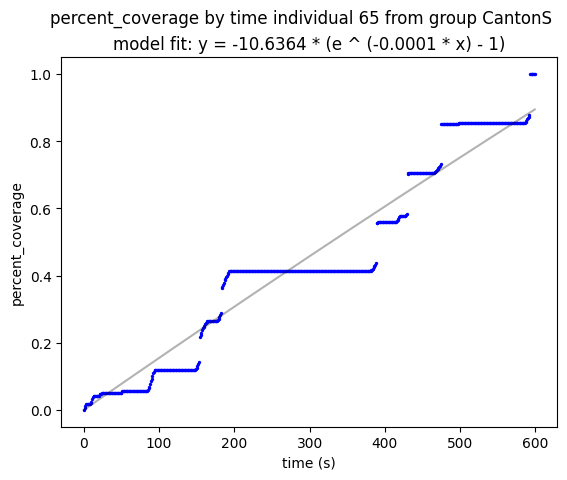 percent_coverage by time individual 65 from group CantonS
model fit: y = -10.6364 * (e ^ (-0.0001 * x) - 1)
1.0
0.8
0.6
0.4
0.2
0.0
percent_coverage
0 100 200 300 400 500 600
time (s)